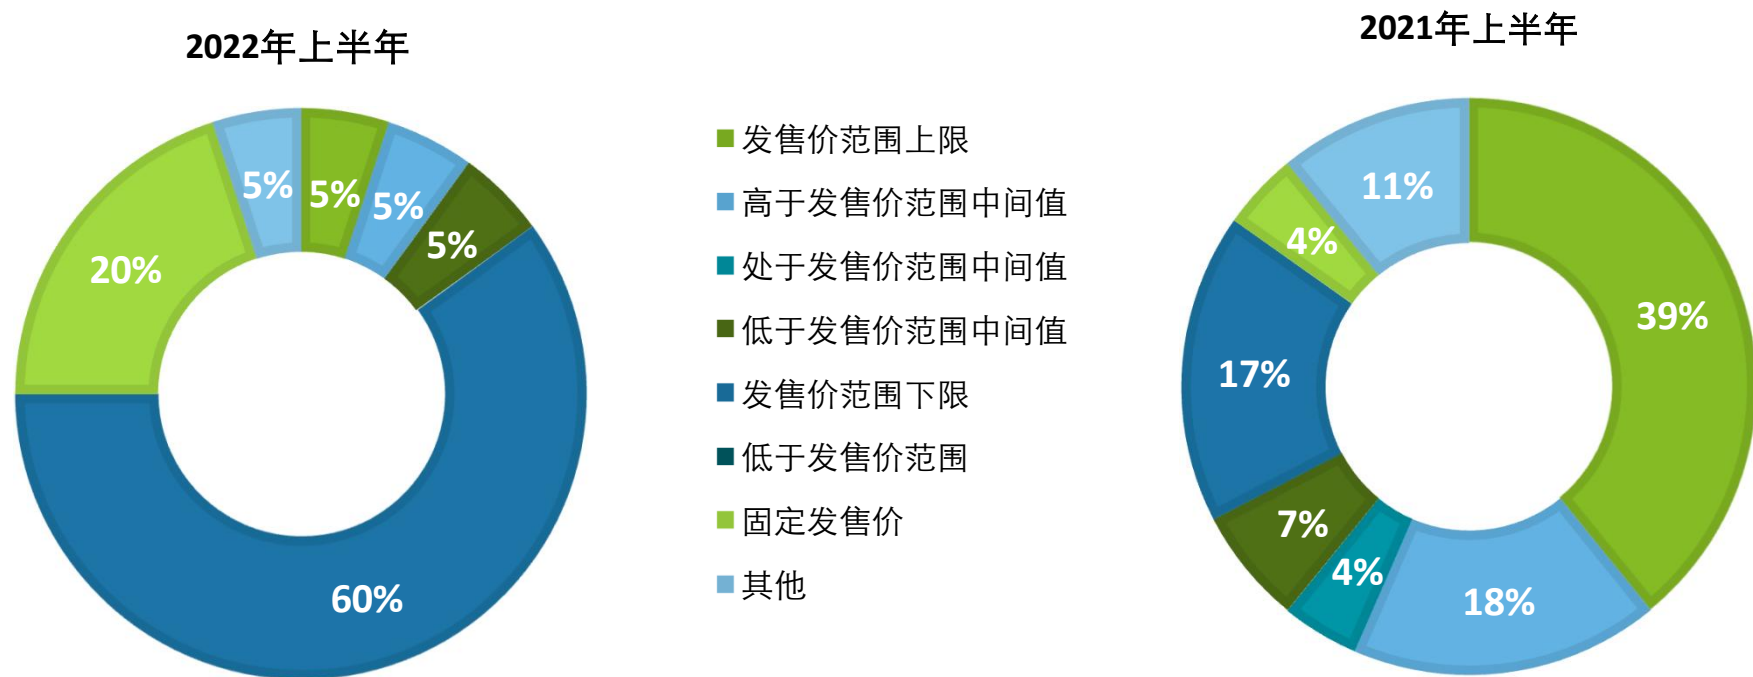 2022年上半年
5%
5%
5%
60%
20%
5%
发售价范围上限
高于发售价范围中间值
处于发售价范围中间值
低于发售价范围中间值
发售价范围下限
低于发售价范围
固定发售价
其他
2021年上半年
39%
18%
4%
7%
17%
4%
11%